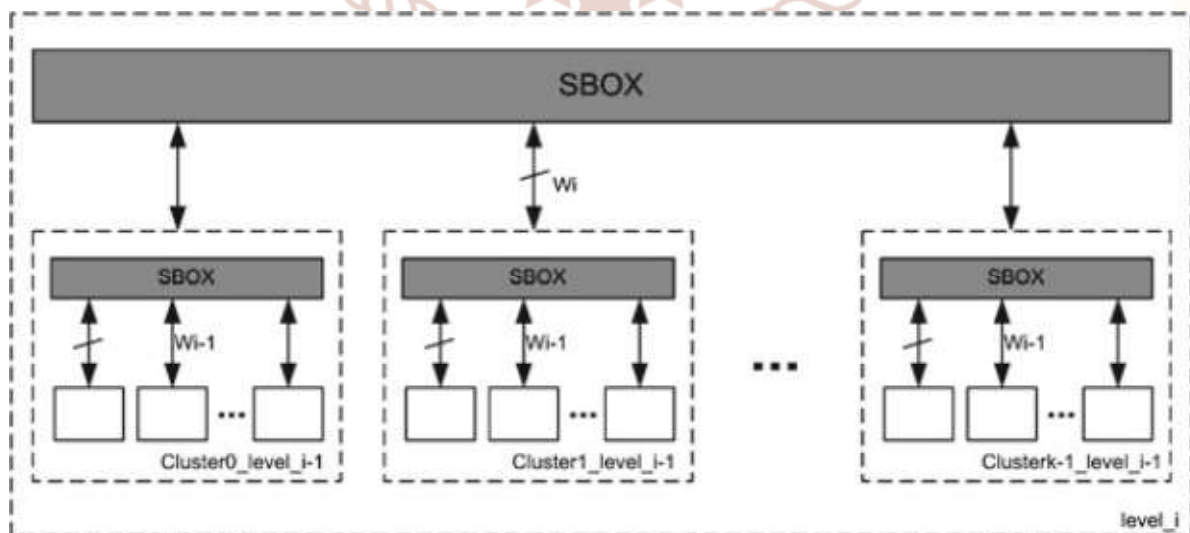 SBOX
Wi
SBOX
SBOX
SBOX
Wi-1
Wi-1
Wi-1
Cluster0_level_i-1
Cluster1_level_i-1
Clusterk-1_level_i-1
level_i